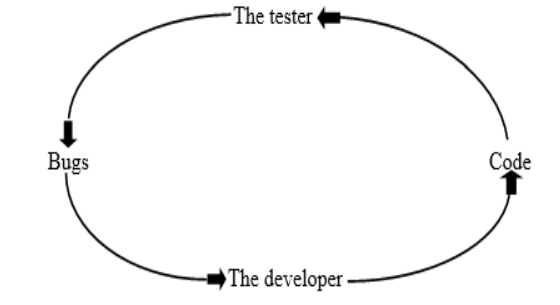 The tester
Bugs
Code
The developer